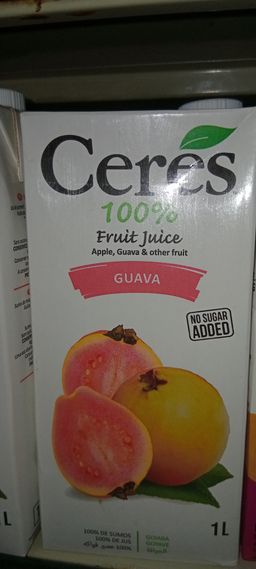 Ceres
100%
Fruit Juice
Apple, Guava & other fruit
GUAVA
NO SUGAR
ADDED
100% DE SUMOS
100% DE JUS
GOIABA
GOYAVE
1L
L